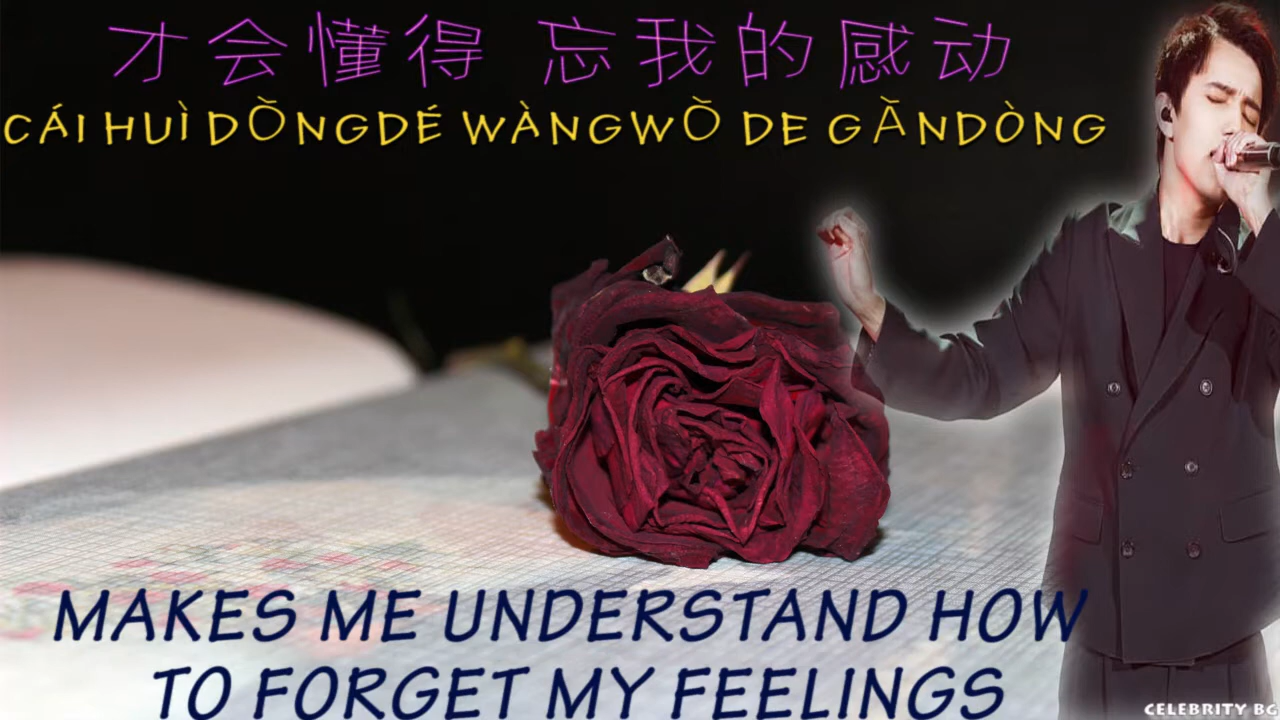 才会懂得 忘我的感动
CÁI HUÌ DǑNGDÉ WÀNGWǑ DE GǍNDÒNG
MAKES ME UNDERSTAND HOW
TO FORGET MY FEELINGS
CELEBRITY BG